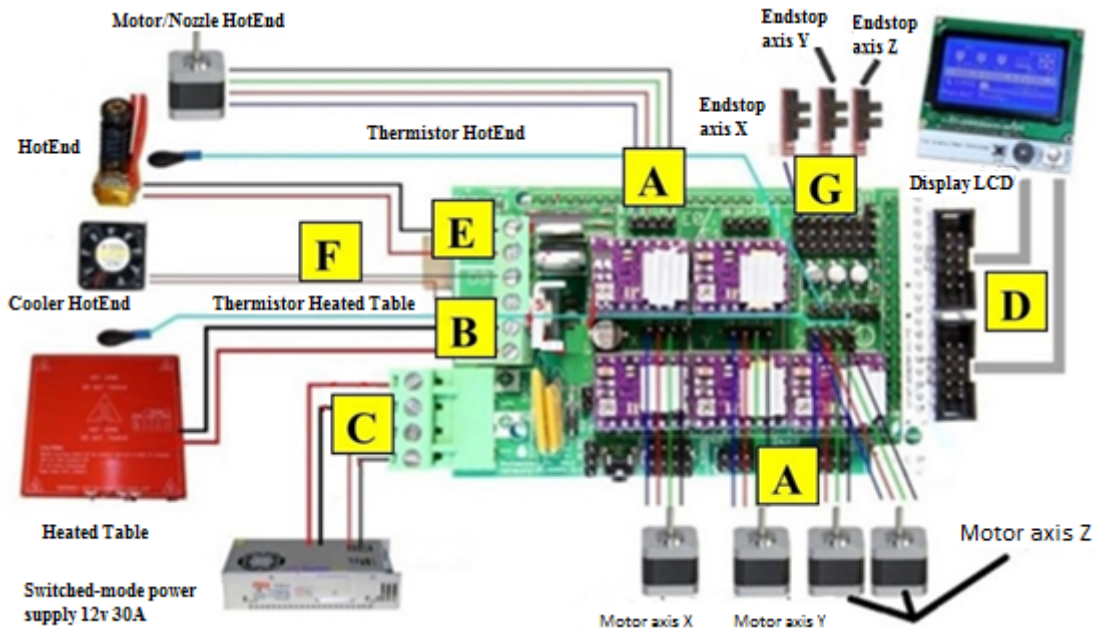 Motor/Nozzle HotEnd
Endstop
axis Y
Endstop
axis Z
Endstop
axis X
HotEnd
Thermistor HotEnd
A
G
Display LCD
E
F
Cooler HotEnd
Thermistor Heated Table
B
D
C
A
Heated Table
Motor axis Z
Switched-mode power
supply 12v 30A
Motor axis X
Motor axis Y